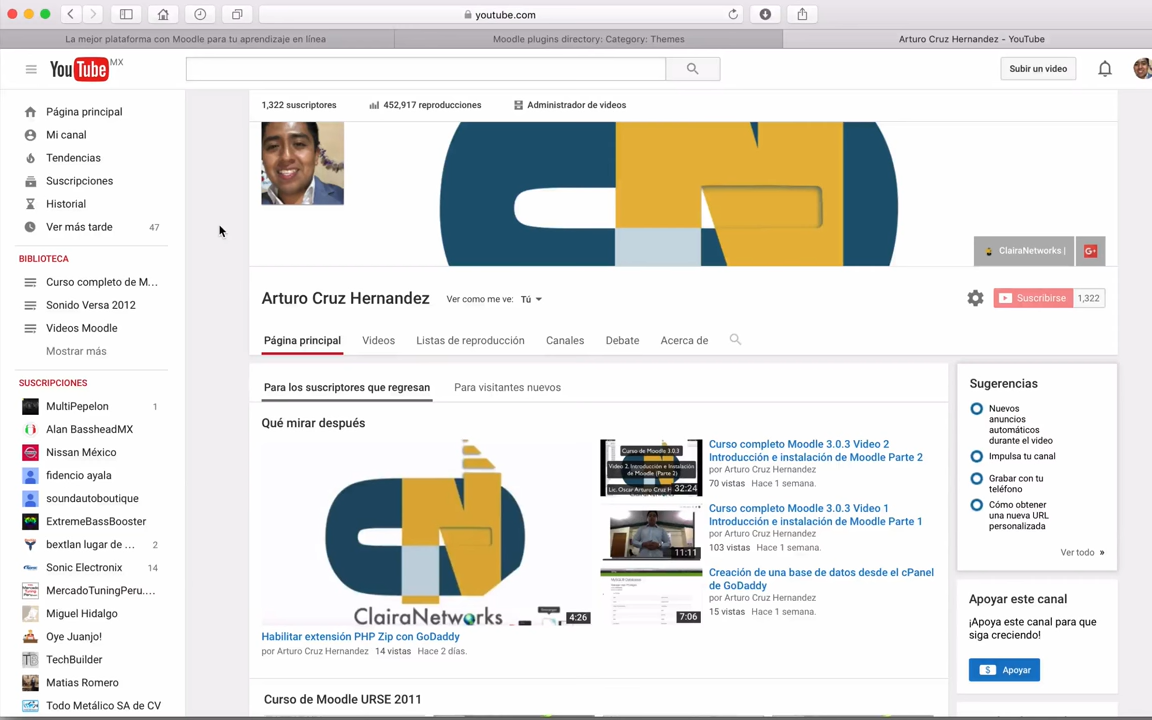 youtube.com
La mejor plataforma con Moodle para tu aprendizaje en línea
Moodle plugins directory: Category: Themes
Arturo Cruz Hernandez - YouTube
YouTube MX
Subir un video
Página principal
Mi canal
Tendencias
Suscripciones
Historial
Ver más tarde 47
BIBLIOTECA
Curso completo de M...
Sonido Versa 2012
Videos Moodle
Mostrar más
SUSCRIPCIONES
MultiPepelon 1
Alan BassheadMX
Nissan México
fidencio ayala
soundautoboutique
ExtremeBassBooster
bextlan lugar de ... 2
Sonic Electronix 14
MercadoTuningPeru....
Miguel Hidalgo
Oye Juanjo!
TechBuilder
Matias Romero
Todo Metálico SA de CV
1,322 suscriptores
452,917 reproducciones
Administrador de videos
ClairaNetworks |
G+
Arturo Cruz Hernandez
Ver como me ve: Tú
Suscribirse 1,322
Página principal
Videos
Listas de reproducción
Canales
Debate
Acerca de
Para los suscriptores que regresan
Para visitantes nuevos
Qué mirar después
ClairaNetworks
4:26
Habilitar extensión PHP Zip con GoDaddy
por Arturo Cruz Hernandez 14 vistas Hace 2 días.
Curso de Moodle 3.0.3
Video 2. Introducción e Instalación
de Moodle (Parte 2)
32:24
Curso completo Moodle 3.0.3 Video 2
Introducción e instalación de Moodle Parte 2
por Arturo Cruz Hernandez
70 vistas Hace 1 semana.
11:11
Curso completo Moodle 3.0.3 Video 1
Introducción e instalación de Moodle Parte 1
por Arturo Cruz Hernandez
103 vistas Hace 1 semana.
7:06
Creación de una base de datos desde el cPanel
de GoDaddy
por Arturo Cruz Hernandez
15 vistas Hace 1 semana.
Curso de Moodle URSE 2011
Sugerencias
Nuevos
anuncios
automáticos
durante el video
Impulsa tu canal
Grabar con tu
teléfono
Cómo obtener
una nueva URL
personalizada
Ver todo »
Apoyar este canal
¡Apoya este canal para que
siga creciendo!
$ Apoyar